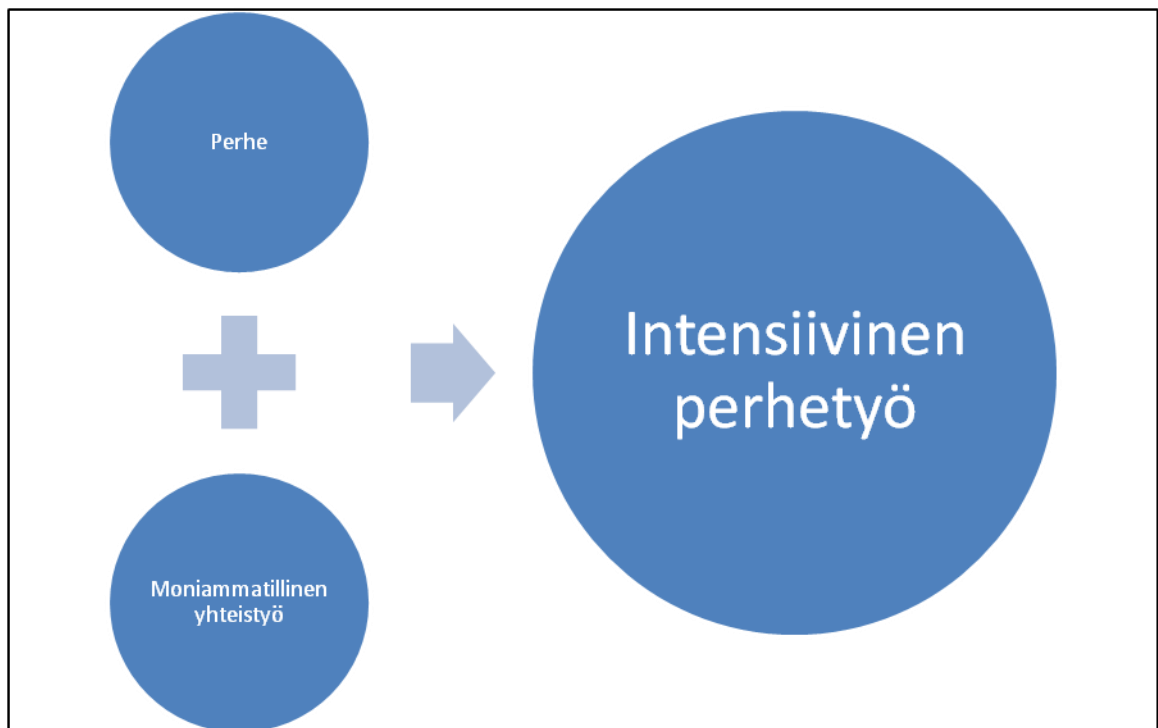 Perhe
Moniammatillinen
yhteistyö
Intensiivinen
perhetyö